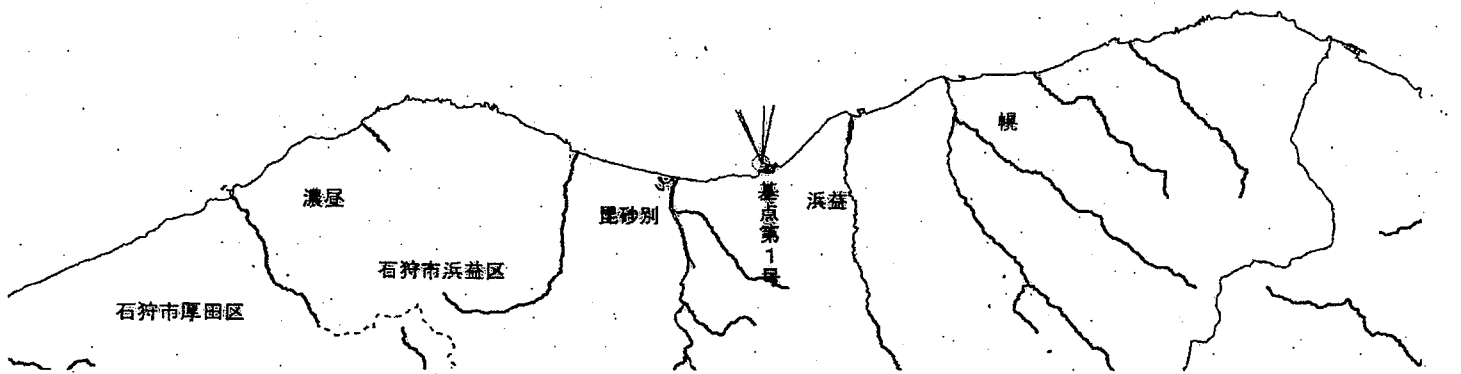 幌
濃昼
毘砂別
基点第1号
浜益
石狩市浜益区
石狩市厚田区